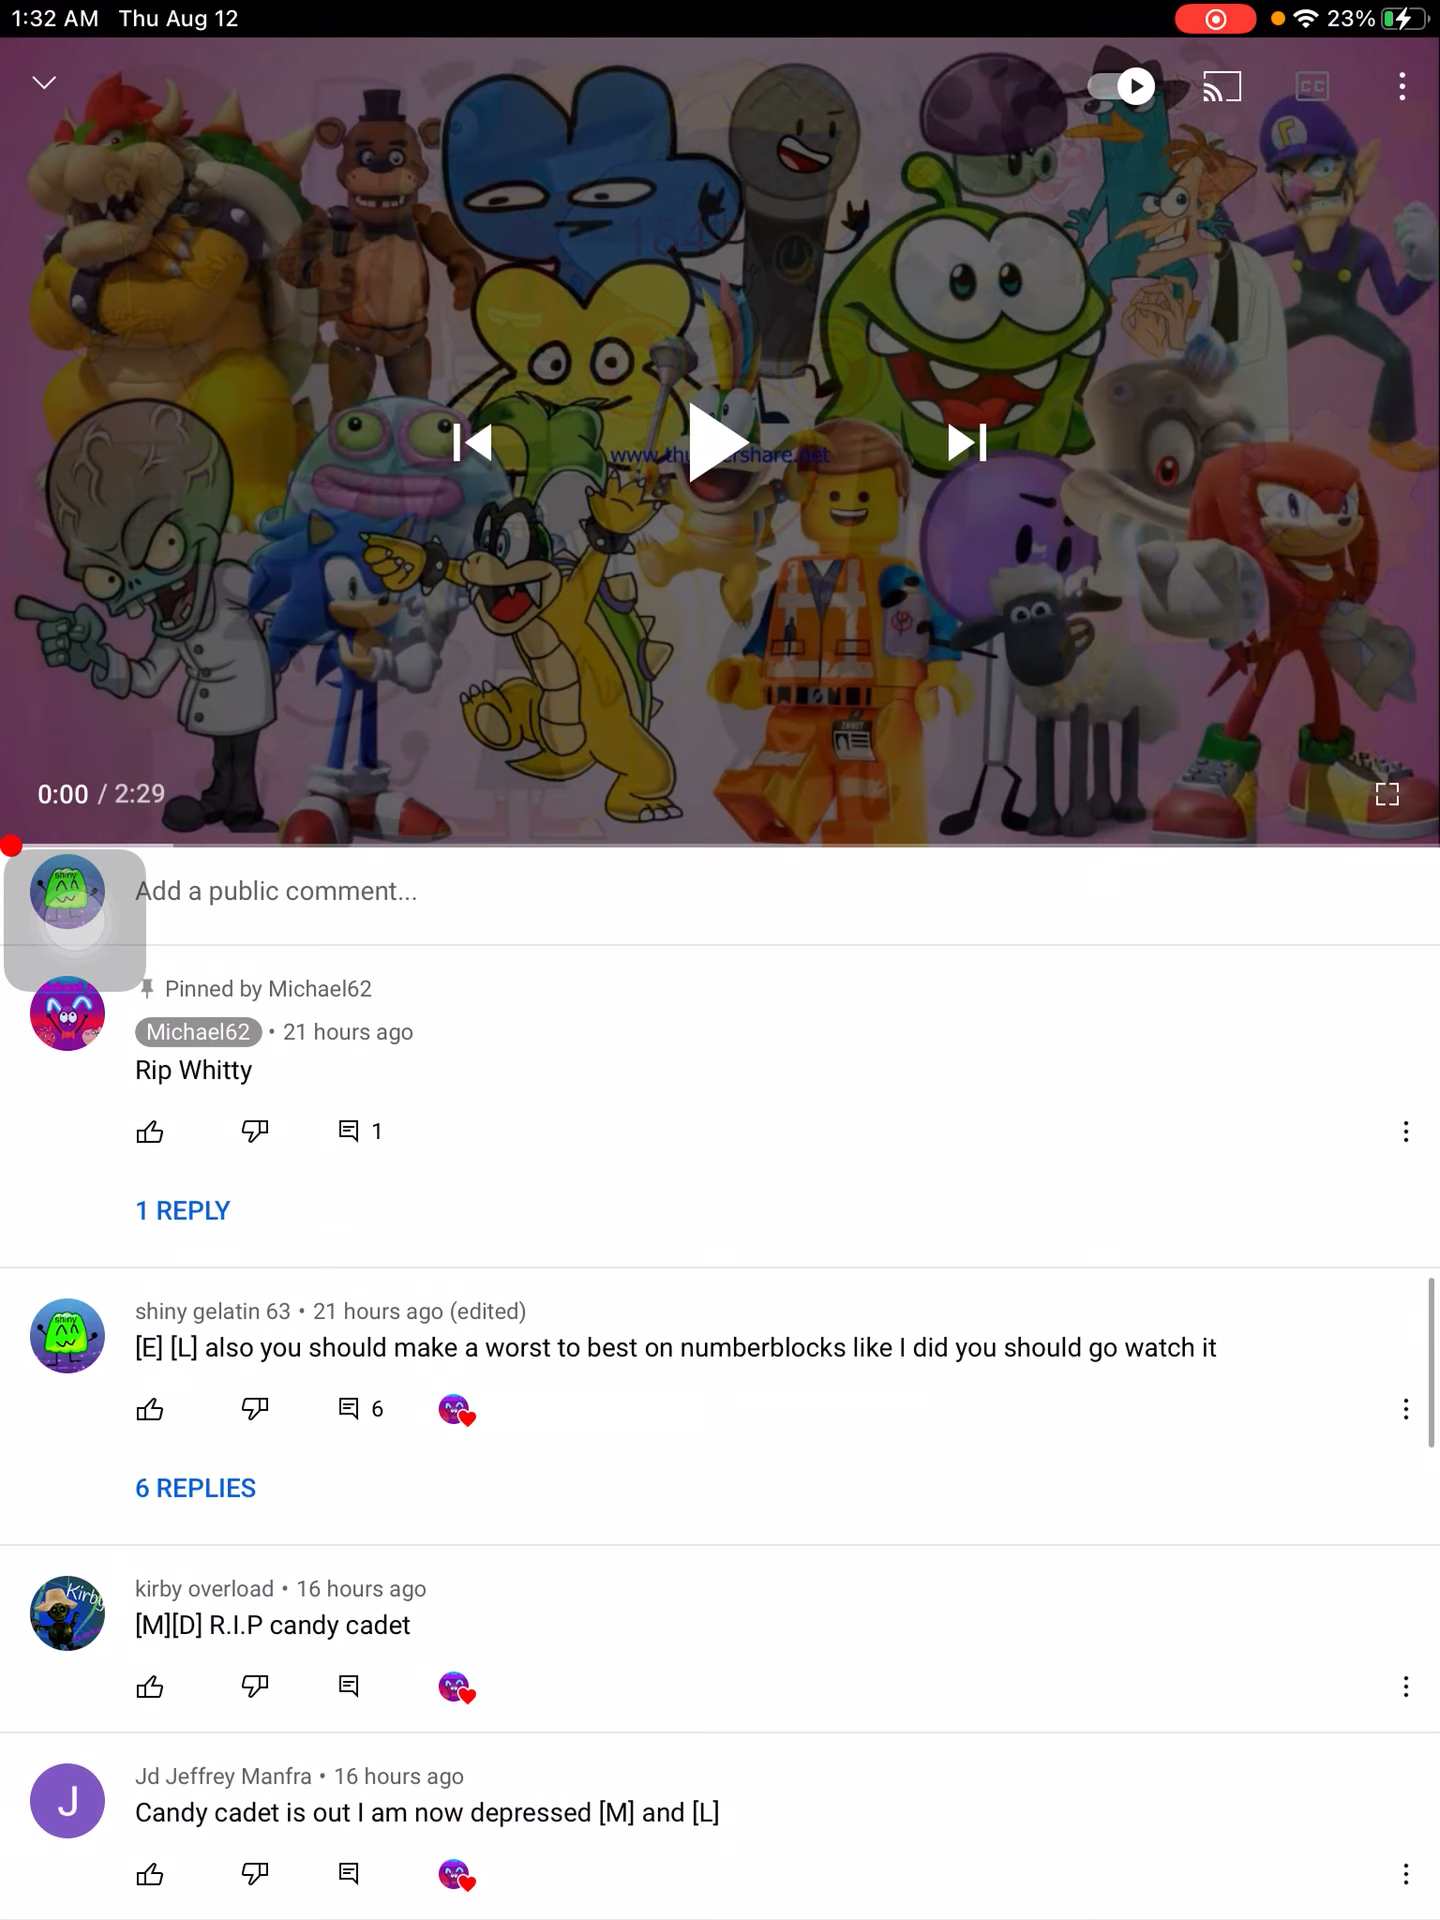 1:32 AM Thu Aug 12
23%
CC
0:00 / 2:29
Add a public comment...
Pinned by Michael62
Michael62 • 21 hours ago
Rip Whitty
1
1 REPLY
shiny gelatin 63 • 21 hours ago (edited)
[E] [L] also you should make a worst to best on numberblocks like I did you should go watch it
6
6 REPLIES
kirby overload • 16 hours ago
[M][D] R.I.P candy cadet
J
Jd Jeffrey Manfra • 16 hours ago
Candy cadet is out I am now depressed [M] and [L]